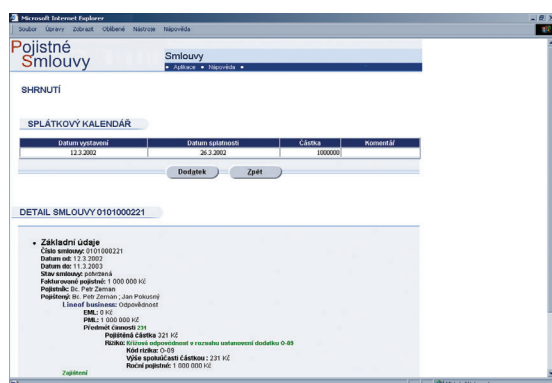 Microsoft Internet Explorer
Soubor Úpravy Zobrazit Oblíbené Nástroje Nápověda
Pojistné
Smlouvy
Smlouvy
• Aplikace • Nápověda •
SHRNUTÍ
SPLÁTKOVÝ KALENDÁŘ
Datum vystavení Datum splatnosti Částka Komentář
12.3.2002 26.3.2002 1000000
Dodatek Zpět
DETAIL SMLOUVY 0101000221
• Základní údaje
Číslo smlouvy: 0101000221
Datum od: 12.3.2002
Datum do: 11.3.2003
Stav smlouvy: potvrzená
Fakturované pojistné: 1 000 000 Kč
Pojistník: Bc. Petr Zeman
Pojištěný: Bc. Petr Zeman ; Jan Pokusný
Lineof business: Odpovědnost
EML: 0 Kč
PML: 1 000 000 Kč
Předmět činnosti 231
Pojištěná částka 321 Kč
Riziko: Křížová odpovědnost v rozsahu ustanovení dodatku O-09
Kód rizika: O-09
Výše spoluúčasti částkou : 231 Kč
Roční pojistné: 1 000 000 Kč
Zajištění